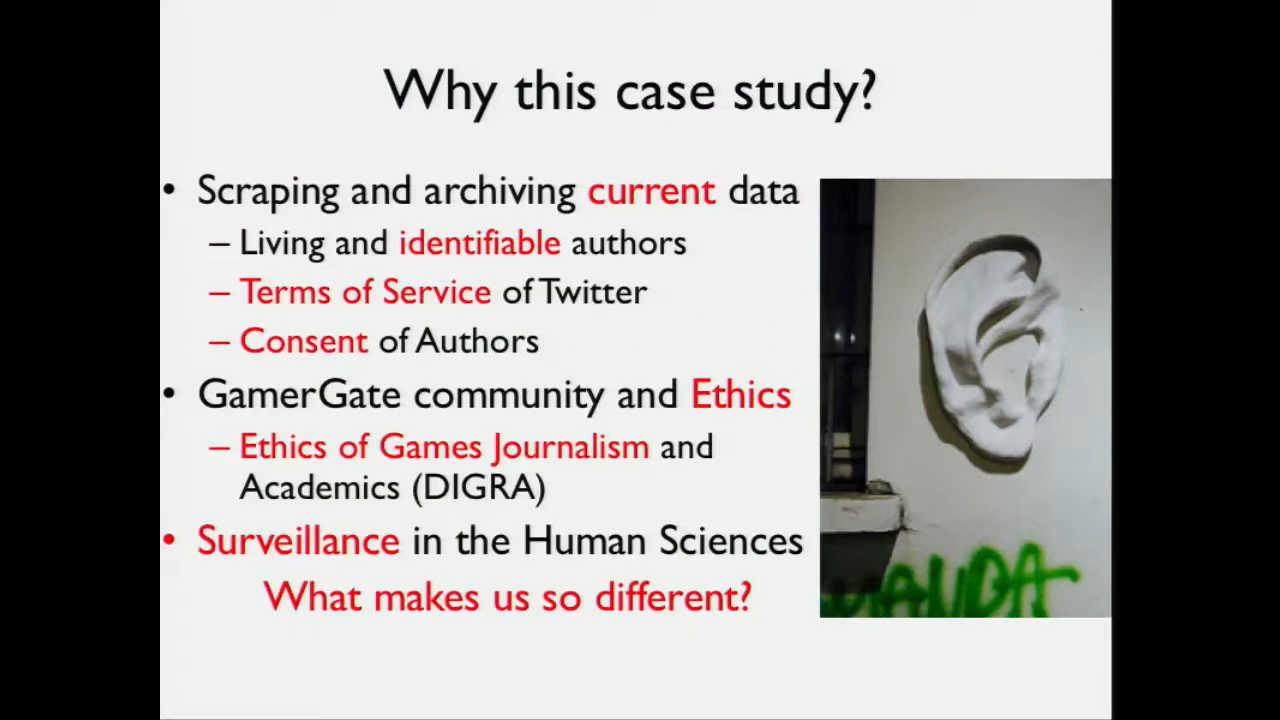 Why this case study?
• Scraping and archiving current data
– Living and identifiable authors
– Terms of Service of Twitter
– Consent of Authors
• GamerGate community and Ethics
– Ethics of Games Journalism and
Academics (DIGRA)
• Surveillance in the Human Sciences
What makes us so different?